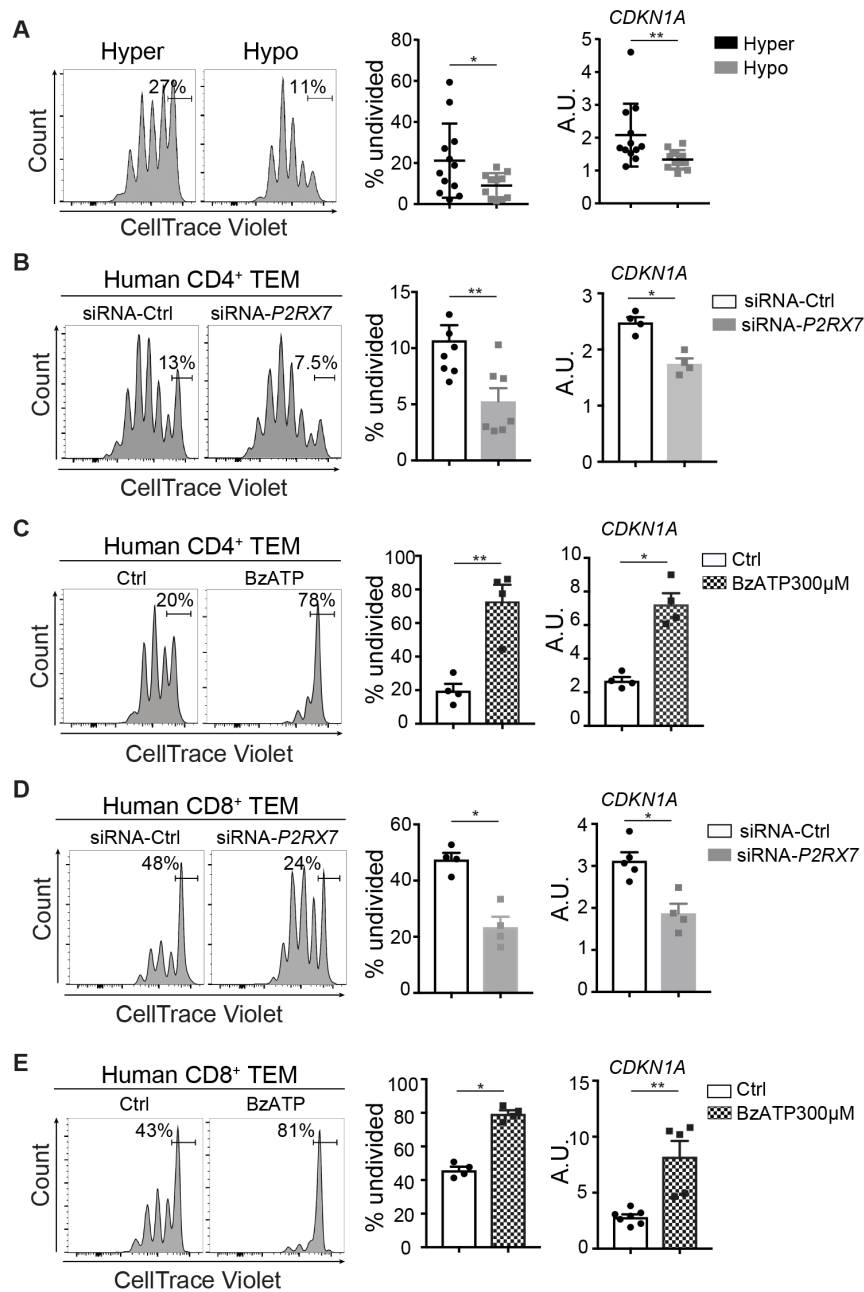 A
Hyper
Hypo
27%
11%
Count
CellTrace Violet
% undivided
80
60
40
20
0
*
CDKN1A
A.U.
5
4
3
2
1
0
**
Hyper
Hypo
B
Human CD4+ TEM
siRNA-Ctrl
siRNA-P2RX7
13%
7.5%
Count
CellTrace Violet
% undivided
15
10
5
0
**
CDKN1A
A.U.
3
2
1
0
*
siRNA-Ctrl
siRNA-P2RX7
C
Human CD4+ TEM
Ctrl
BzATP
20%
78%
Count
CellTrace Violet
% undivided
100
80
60
40
20
0
**
CDKN1A
A.U.
10
8
6
4
2
0
*
Ctrl
BzATP300µM
D
Human CD8+ TEM
siRNA-Ctrl
siRNA-P2RX7
48%
24%
Count
CellTrace Violet
% undivided
60
40
20
0
*
CDKN1A
A.U.
4
3
2
1
0
*
siRNA-Ctrl
siRNA-P2RX7
E
Human CD8+ TEM
Ctrl
BzATP
43%
81%
Count
CellTrace Violet
% undivided
100
80
60
40
20
0
*
CDKN1A
A.U.
15
10
5
0
**
Ctrl
BzATP300µM